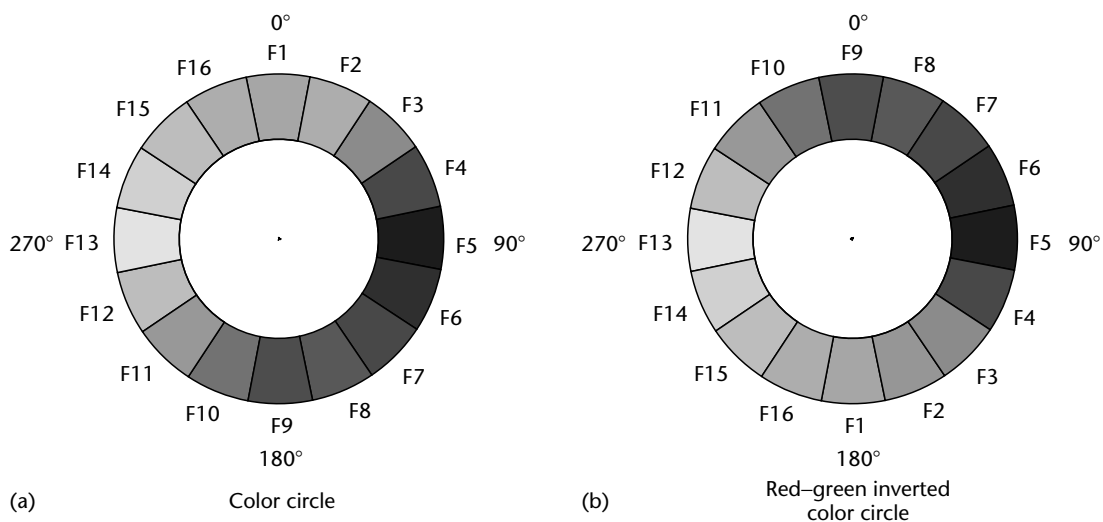 0°
F1
F16
F2
F15
F3
F14
F4
270° F13
F5 90°
F12
F6
F11
F7
F10
F8
F9
180°
(a)
Color circle
0°
F9
F10
F8
F11
F7
F12
F6
270° F13
F5 90°
F14
F4
F15
F3
F16
F2
F1
180°
(b)
Red–green inverted
color circle